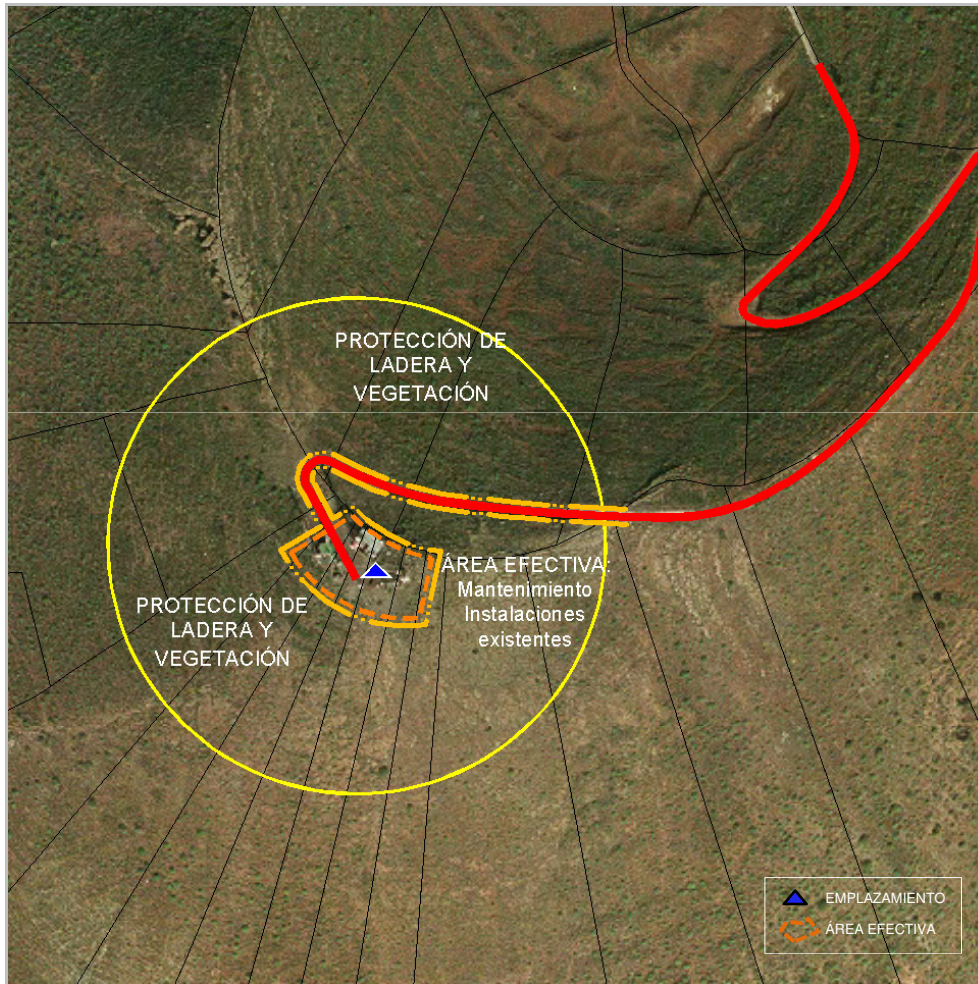 PROTECCIÓN DE
LADERA Y
VEGETACIÓN
ÁREA EFECTIVA:
Mantenimiento
Instalaciones
existentes
PROTECCIÓN DE
LADERA Y
VEGETACIÓN
EMPLAZAMIENTO
ÁREA EFECTIVA